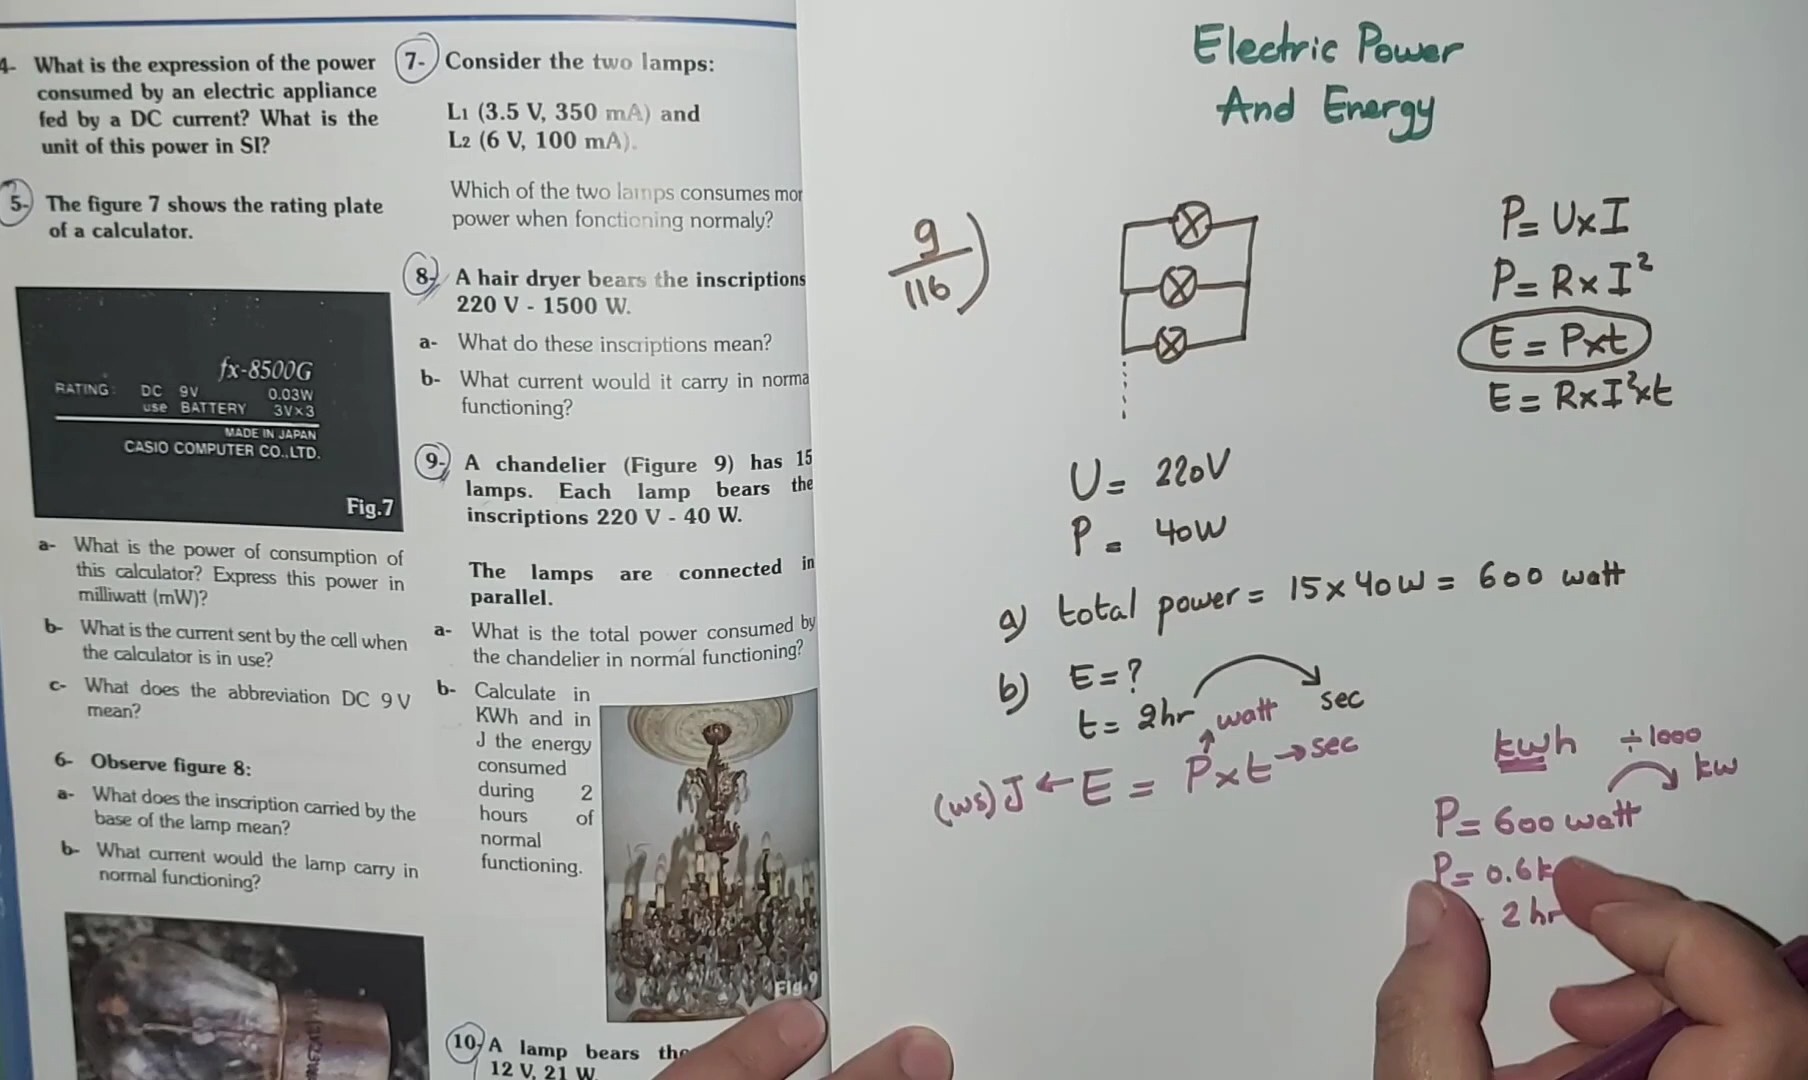 4- What is the expression of the power
consumed by an electric appliance
fed by a DC current? What is the
unit of this power in SI?
5- The figure 7 shows the rating plate
of a calculator.
fx-8500G
RATING: DC 9V 0.03W
use BATTERY 3V×3
MADE IN JAPAN
CASIO COMPUTER CO.,LTD.
Fig.7
a- What is the power of consumption of
this calculator? Express this power in
milliwatt (mW)?
b- What is the current sent by the cell when
the calculator is in use?
c- What does the abbreviation DC 9 V
mean?
6- Observe figure 8:
a- What does the inscription carried by the
base of the lamp mean?
b- What current would the lamp carry in
normal functioning?
7- Consider the two lamps:
L1 (3.5 V, 350 mA) and
L2 (6 V, 100 mA).
Which of the two lamps consumes mor
power when fonctioning normaly?
8- A hair dryer bears the inscriptions
220 V - 1500 W.
a- What do these inscriptions mean?
b- What current would it carry in norma
functioning?
9- A chandelier (Figure 9) has 15
lamps. Each lamp bears the
inscriptions 220 V - 40 W.
The lamps are connected in
parallel.
a- What is the total power consumed by
the chandelier in normal functioning?
b- Calculate in
KWh and in
J the energy
consumed
during 2
hours of
normal
functioning.
15
Fig.9
10- A lamp bears the
12 V, 21 W.
Electric Power
And Energy
9/116)
P = U×I
P = R×I²
E = P×t
E = R×I²×t
U = 220V
P = 40W
a) total power = 15 × 40W = 600 watt
b) E = ?
t = 2hr sec
watt
(ws) J ← E = P×t → sec
kwh ÷1000
kw
P = 600 watt
P = 0.6 k
2 hr